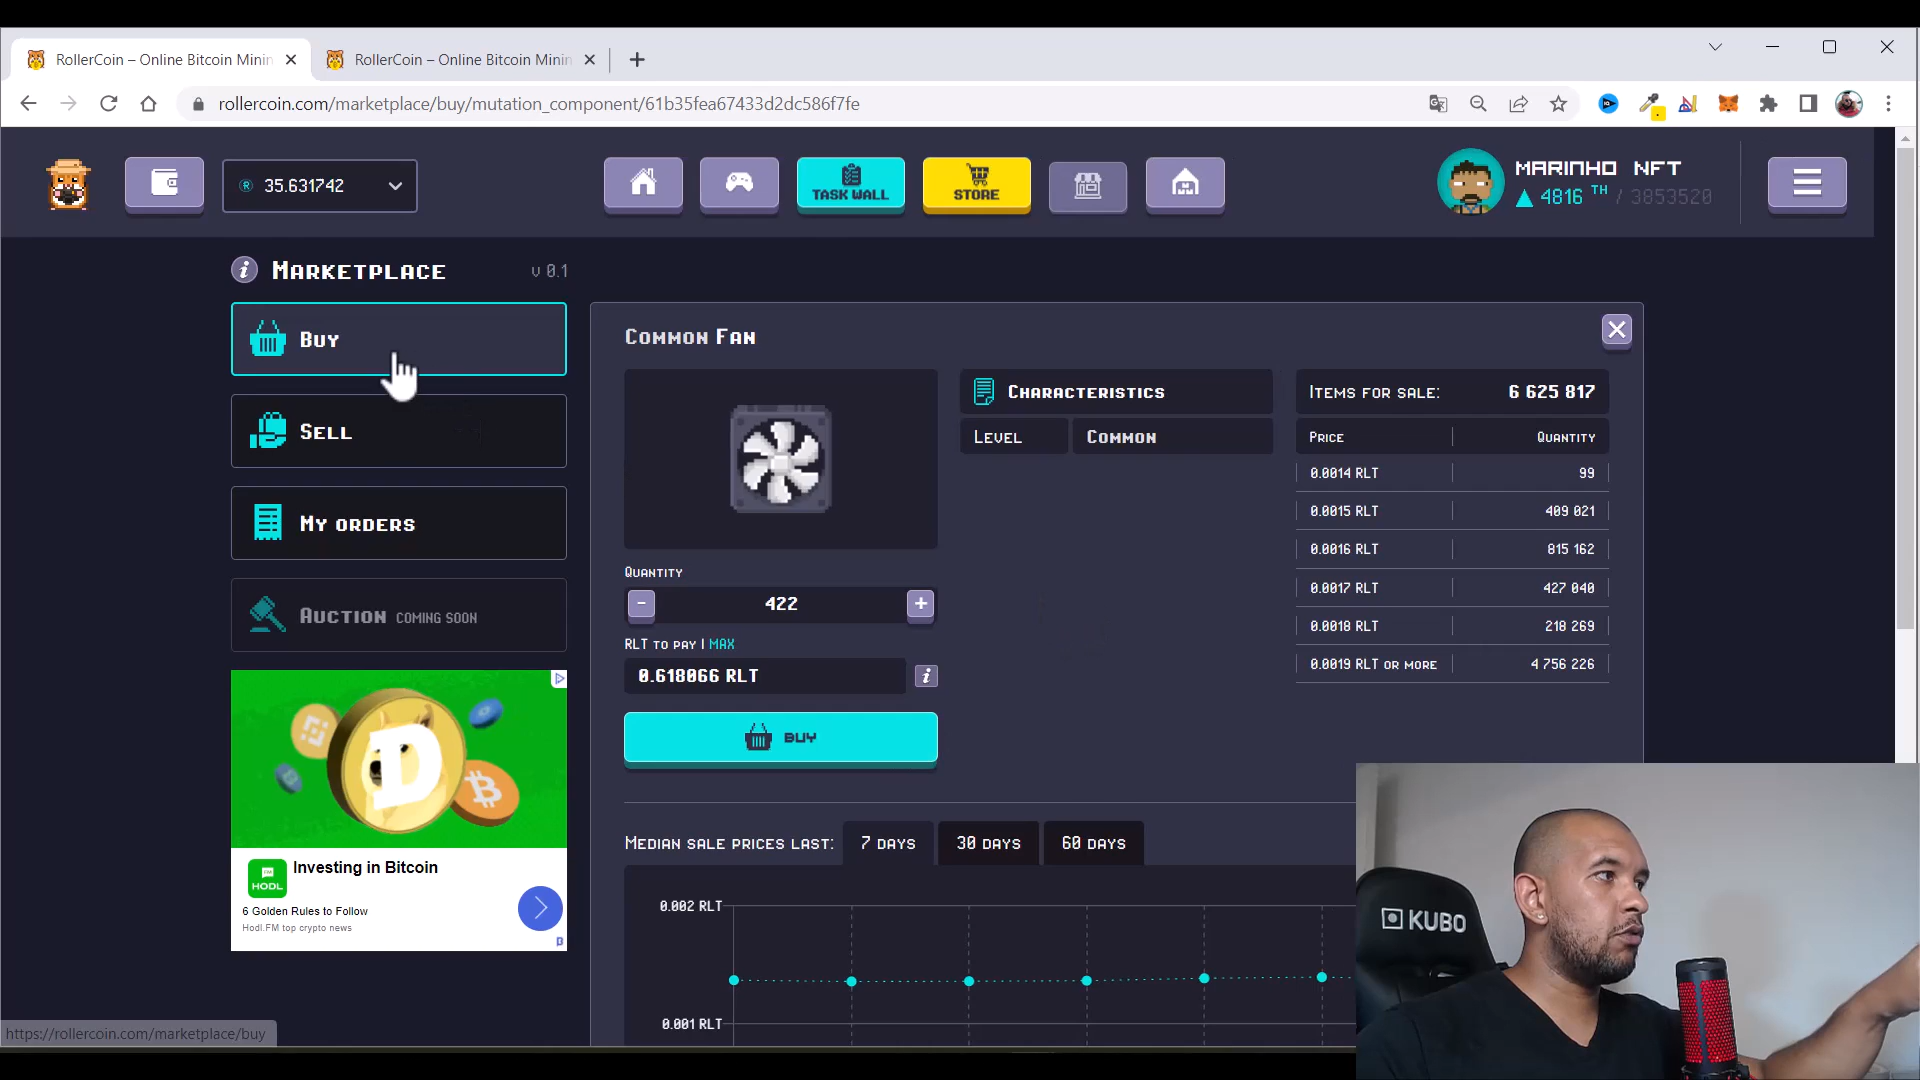 RollerCoin – Online Bitcoin Minin
RollerCoin – Online Bitcoin Minin
rollercoin.com/marketplace/buy/mutation_component/61b35fea67433d2dc586f7fe
35.631742
TASK WALL
STORE
MARINHO NFT
4816 TH / 3853520
MARKETPLACE
v 0.1
BUY
SELL
MY ORDERS
AUCTION COMING SOON
COMMON FAN
CHARACTERISTICS
LEVEL
COMMON
ITEMS FOR SALE: 6 625 817
PRICE QUANTITY
0.0014 RLT 99
0.0015 RLT 409 021
0.0016 RLT 815 162
0.0017 RLT 427 040
0.0018 RLT 218 269
0.0019 RLT OR MORE 4 756 226
QUANTITY
- 422 +
RLT TO PAY | MAX
0.618066 RLT
BUY
MEDIAN SALE PRICES LAST: 7 DAYS 30 DAYS 60 DAYS
0.002 RLT
0.001 RLT
HODL
Investing in Bitcoin
6 Golden Rules to Follow
Hodl.FM top crypto news
KUBO
https://rollercoin.com/marketplace/buy